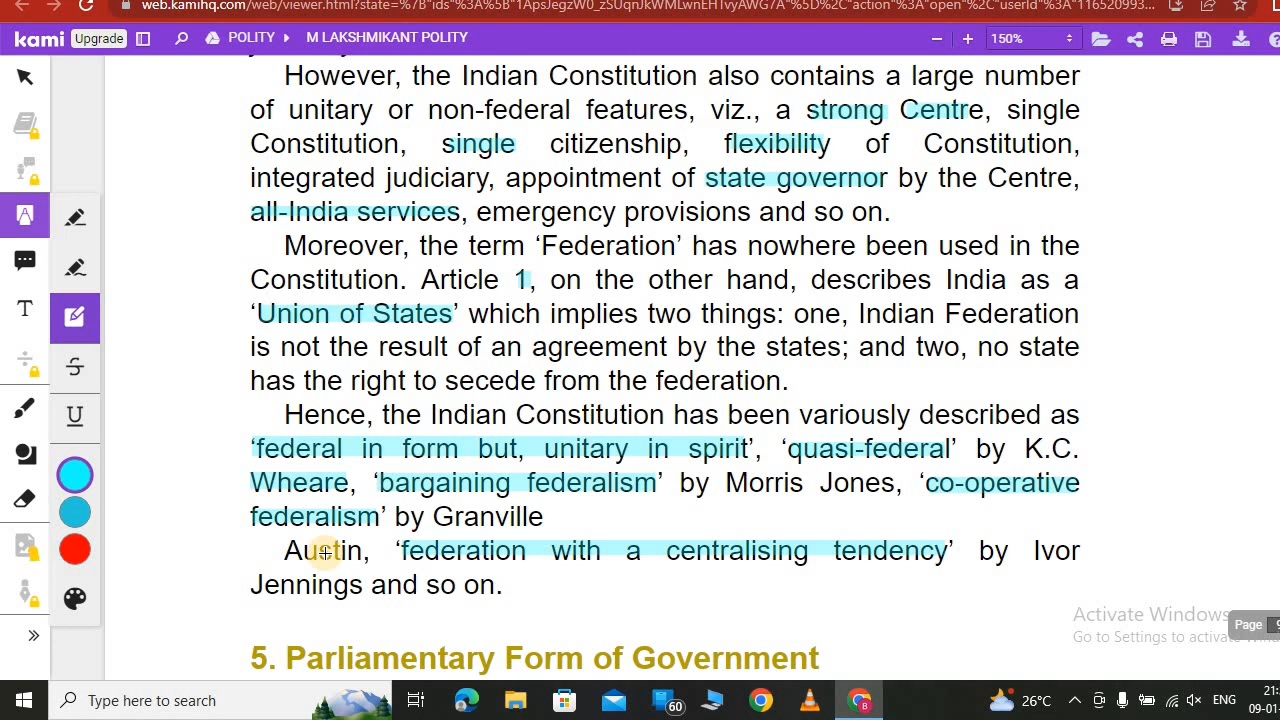 web.kamihq.com/web/viewer.html?state=%7B"ids"%3A%5B"1ApsJegzW0_zSUqnJkWMLwnEHTvyAWG7A"%5D%2C"action"%3A"open"%2C"userId"%3A"116520993...
kami Upgrade POLITY M LAKSHMIKANT POLITY 150%
However, the Indian Constitution also contains a large number
of unitary or non-federal features, viz., a strong Centre, single
Constitution, single citizenship, flexibility of Constitution,
integrated judiciary, appointment of state governor by the Centre,
all-India services, emergency provisions and so on.
Moreover, the term ‘Federation’ has nowhere been used in the
Constitution. Article 1, on the other hand, describes India as a
‘Union of States’ which implies two things: one, Indian Federation
is not the result of an agreement by the states; and two, no state
has the right to secede from the federation.
Hence, the Indian Constitution has been variously described as
‘federal in form but, unitary in spirit’, ‘quasi-federal’ by K.C.
Wheare, ‘bargaining federalism’ by Morris Jones, ‘co-operative
federalism’ by Granville
Austin, ‘federation with a centralising tendency’ by Ivor
Jennings and so on.
Activate Windows
Page 9
Go to Settings to activate Win
5. Parliamentary Form of Government
Type here to search
60
26°C
ENG
21:
09-01-